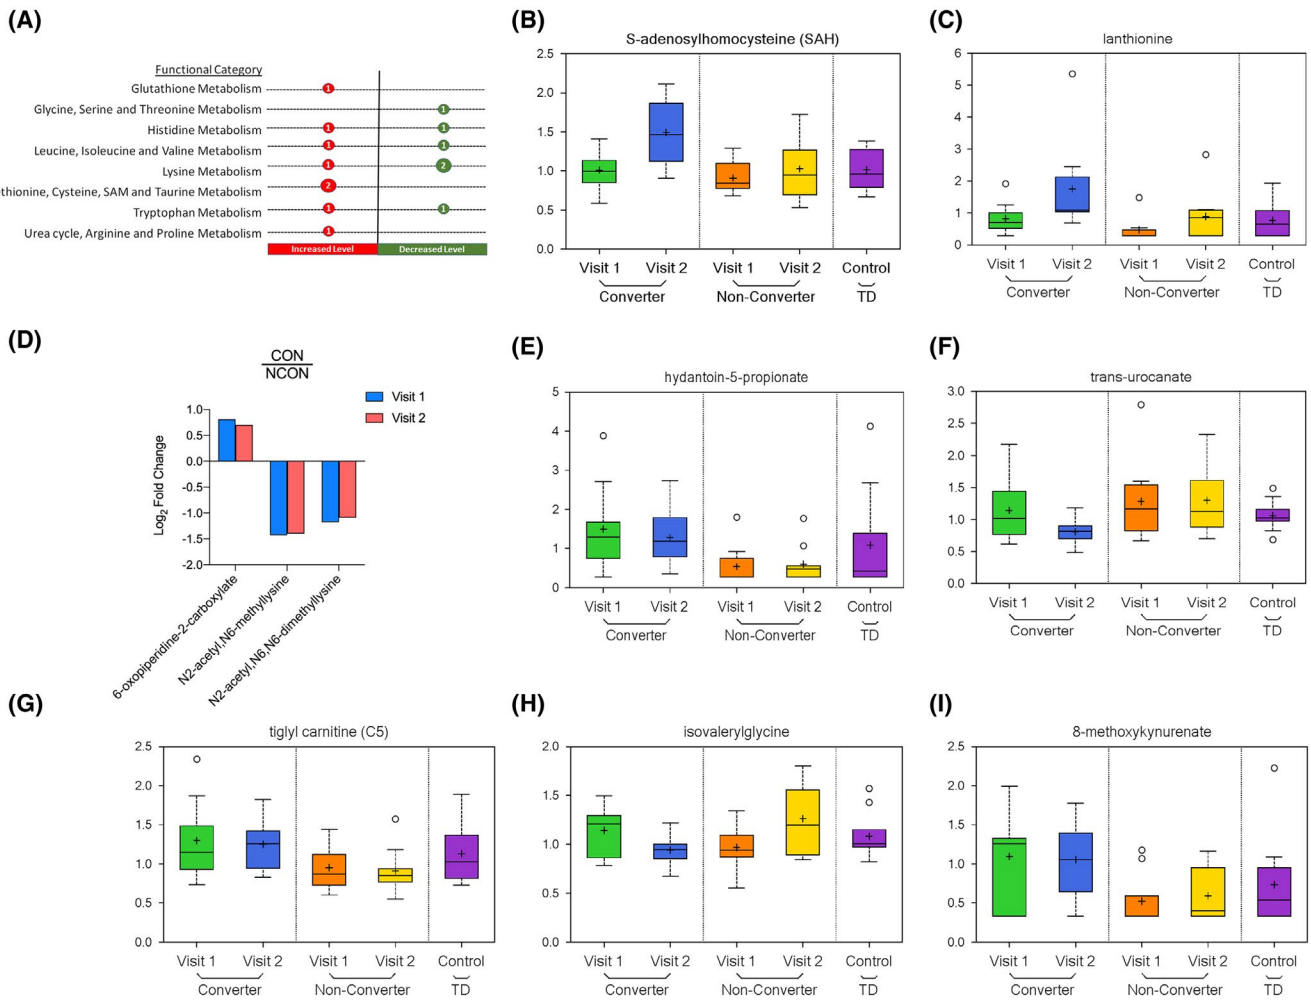 (A)
Functional Category
Glutathione Metabolism
1
Glycine, Serine and Threonine Metabolism
1
Histidine Metabolism
1
1
Leucine, Isoleucine and Valine Metabolism
1
1
Lysine Metabolism
1
2
thionine, Cysteine, SAM and Taurine Metabolism
2
Tryptophan Metabolism
1
1
Urea cycle, Arginine and Proline Metabolism
1
Increased Level
Decreased Level
(B)
S-adenosylhomocysteine (SAH)
2.5
2.0
1.5
1.0
0.5
0.0
Visit 1 Visit 2 Visit 1 Visit 2 Control
Converter Non-Converter TD
(C)
lanthionine
6
5
4
3
2
1
0
Visit 1 Visit 2 Visit 1 Visit 2 Control
Converter Non-Converter TD
(D)
CON
NCON
Visit 1
Visit 2
Log2 Fold Change
1.0
0.5
0.0
-0.5
-1.0
-1.5
-2.0
6-oxopiperidine-2-carboxylate
N2-acetyl,N6-methyllysine
N2-acetyl,N6,N6-dimethyllysine
(E)
hydantoin-5-propionate
5
4
3
2
1
0
Visit 1 Visit 2 Visit 1 Visit 2 Control
Converter Non-Converter TD
(F)
trans-urocanate
3.0
2.5
2.0
1.5
1.0
0.5
0.0
Visit 1 Visit 2 Visit 1 Visit 2 Control
Converter Non-Converter TD
(G)
tiglyl carnitine (C5)
2.5
2.0
1.5
1.0
0.5
0.0
Visit 1 Visit 2 Visit 1 Visit 2 Control
Converter Non-Converter TD
(H)
isovalerylglycine
2.0
1.5
1.0
0.5
0.0
Visit 1 Visit 2 Visit 1 Visit 2 Control
Converter Non-Converter TD
(I)
8-methoxykynurenate
2.5
2.0
1.5
1.0
0.5
0.0
Visit 1 Visit 2 Visit 1 Visit 2 Control
Converter Non-Converter TD